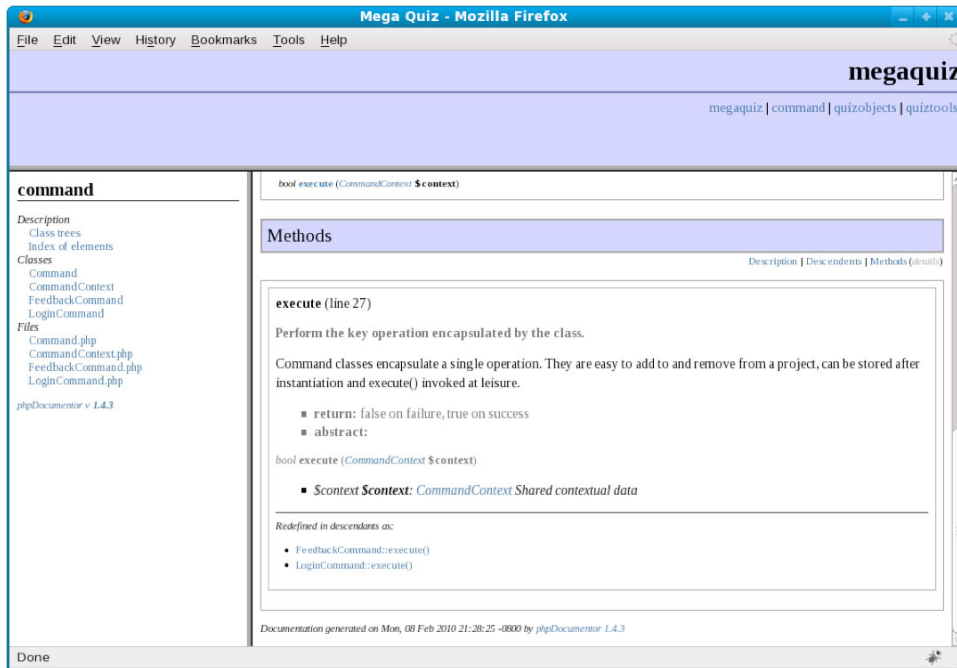 Mega Quiz - Mozilla Firefox
File Edit View History Bookmarks Tools Help
megaquiz
megaquiz | command | quizobjects | quiztools
command
Description
Class trees
Index of elements
Classes
Command
CommandContext
FeedbackCommand
LoginCommand
Files
Command.php
CommandContext.php
FeedbackCommand.php
LoginCommand.php
phpDocumentor v 1.4.3
bool execute (CommandContext $context)
Methods
Description | Descendents | Methods (details)
execute (line 27)
Perform the key operation encapsulated by the class.
Command classes encapsulate a single operation. They are easy to add to and remove from a project, can be stored after
instantiation and execute() invoked at leisure.
return: false on failure, true on success
abstract:
bool execute (CommandContext $context)
$context $context: CommandContext Shared contextual data
Redefined in descendants as:
FeedbackCommand::execute()
LoginCommand::execute()
Documentation generated on Mon, 08 Feb 2010 21:28:25 -0800 by phpDocumentor 1.4.3
Done